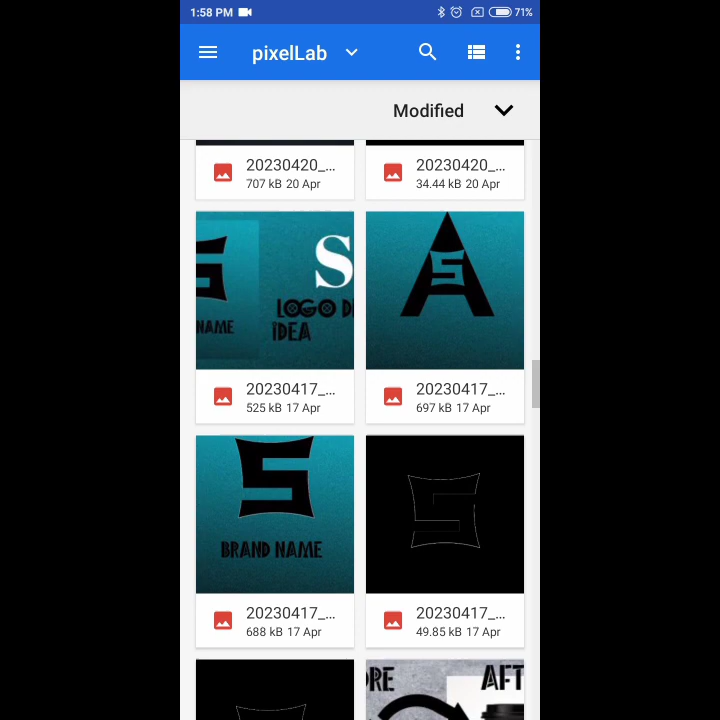 1:58 PM
71%
pixelLab
Modified
20230420_...
707 kB 20 Apr
20230420_...
34.44 kB 20 Apr
S
NAME
LOGO D
IDEA
S
20230417_...
525 kB 17 Apr
20230417_...
697 kB 17 Apr
S
BRAND NAME
S
20230417_...
688 kB 17 Apr
20230417_...
49.85 kB 17 Apr
ORE
AFT